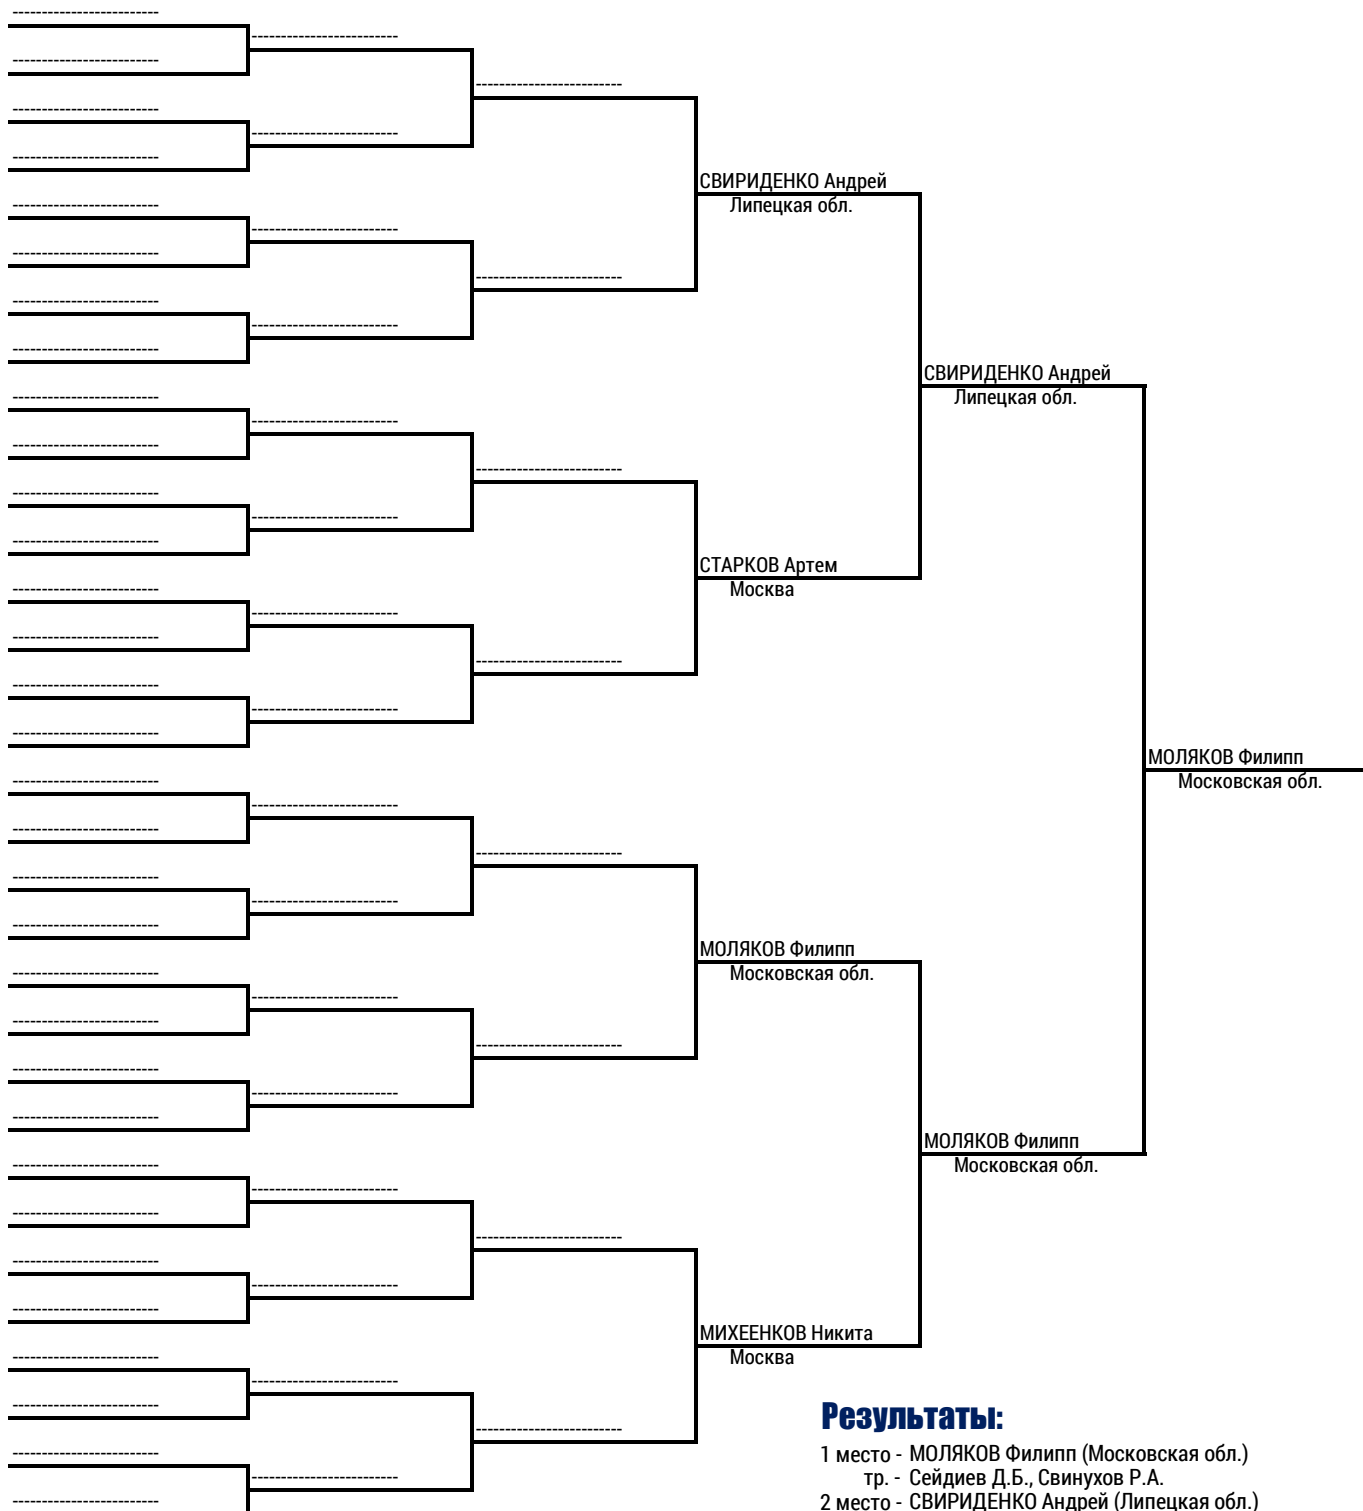 СВИРИДЕНКО Андрей
Липецкая обл.
СВИРИДЕНКО Андрей
Липецкая обл.
СТАРКОВ Артем
Москва
МОЛЯКОВ Филипп
Московская обл.
МОЛЯКОВ Филипп
Московская обл.
МОЛЯКОВ Филипп
Московская обл.
МИХЕЕНКОВ Никита
Москва
Результаты:
1 место - МОЛЯКОВ Филипп (Московская обл.)
тр. - Сейдиев Д.Б., Свинухов Р.А.
2 место - СВИРИДЕНКО Андрей (Липецкая обл.)